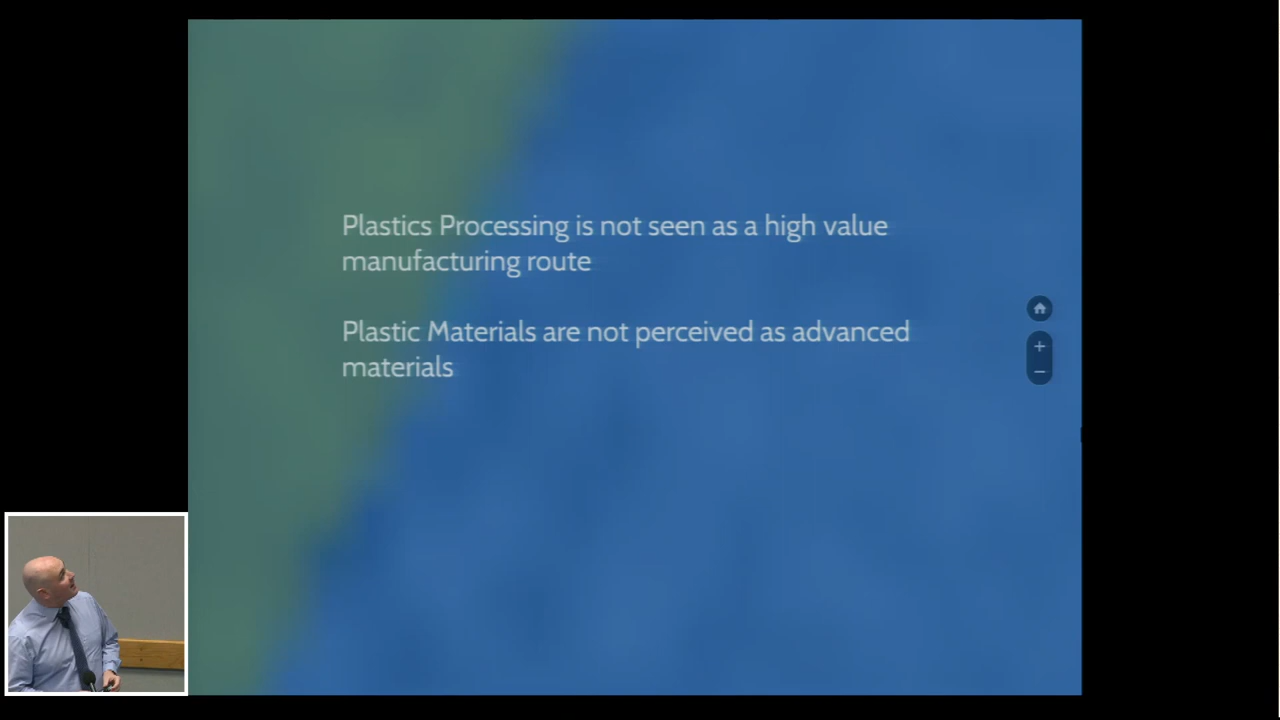 Plastics Processing is not seen as a high value
manufacturing route
Plastic Materials are not perceived as advanced
materials